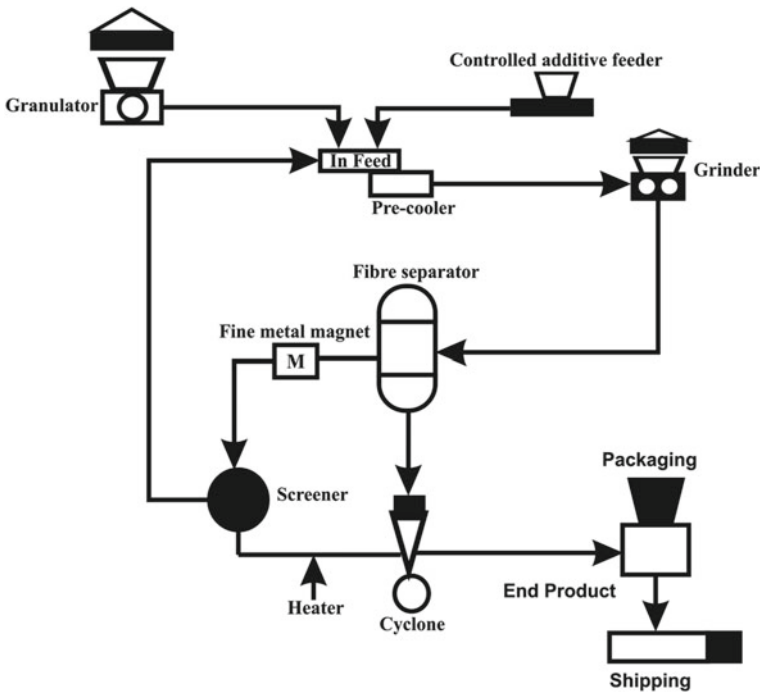 Controlled additive feeder
Granulator
In Feed
Grinder
Pre-cooler
Fibre separator
Fine metal magnet
M
Packaging
Screener
End Product
Heater
Cyclone
Shipping